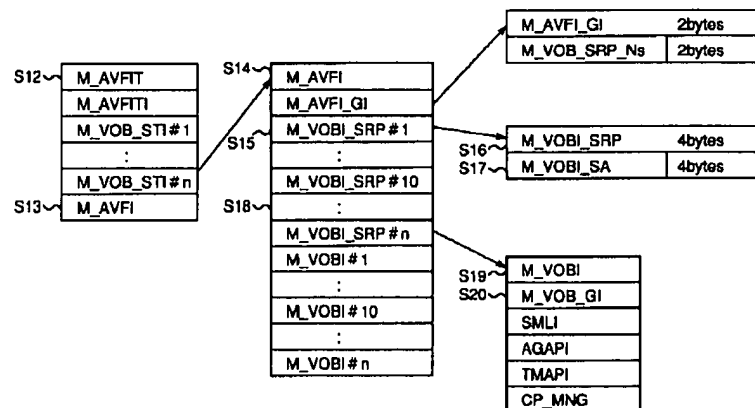 S12
M_AVFIT
M_AVFITI
M_VOB_STI#1
:
M_VOB_STI#n
S13
M_AVFI
S14
M_AVFI
M_AVFI_GI
S15
M_VOBI_SRP#1
:
M_VOBI_SRP#10
S18
:
M_VOBI_SRP#n
M_VOBI#1
:
M_VOBI#10
:
M_VOBI#n
M_AVFI_GI 2bytes
M_VOB_SRP_Ns 2bytes
S16
M_VOBI_SRP 4bytes
S17
M_VOBI_SA 4bytes
S19
M_VOBI
S20
M_VOB_GI
SMLI
AGAPI
TMAPI
CP_MNG